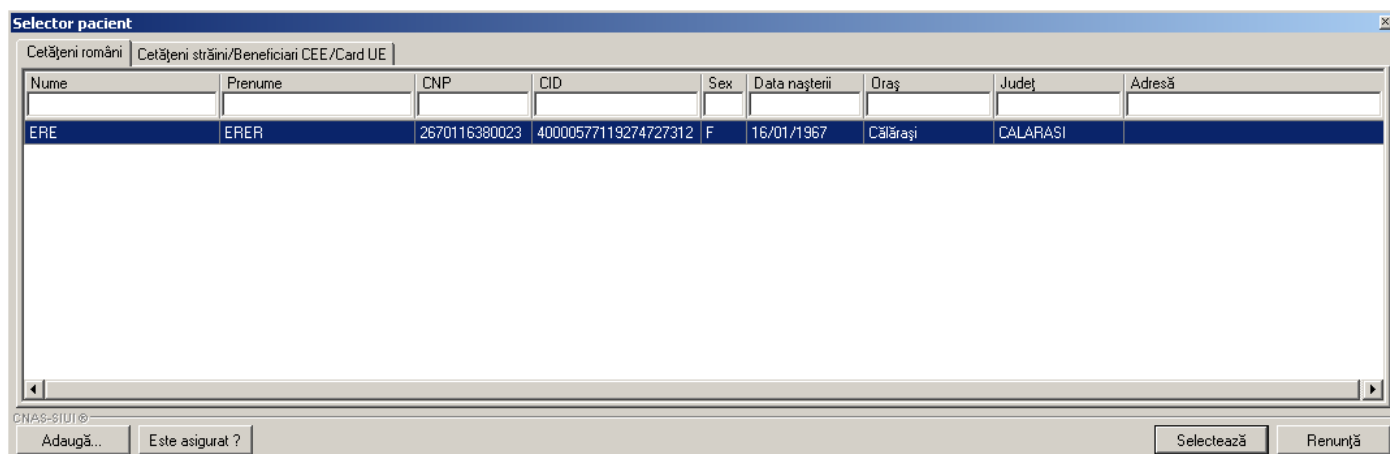 Selector pacient
Cetăţeni români Cetăţeni străini/Beneficiari CEE/Card UE
Nume Prenume CNP CID Sex Data naşterii Oraş Judeţ Adresă
ERE ERER 2670116380023 40000577119274727312 F 16/01/1967 Călăraşi CALARASI
CNAS-SIUI ®
Adaugă... Este asigurat ? Selectează Renunţă